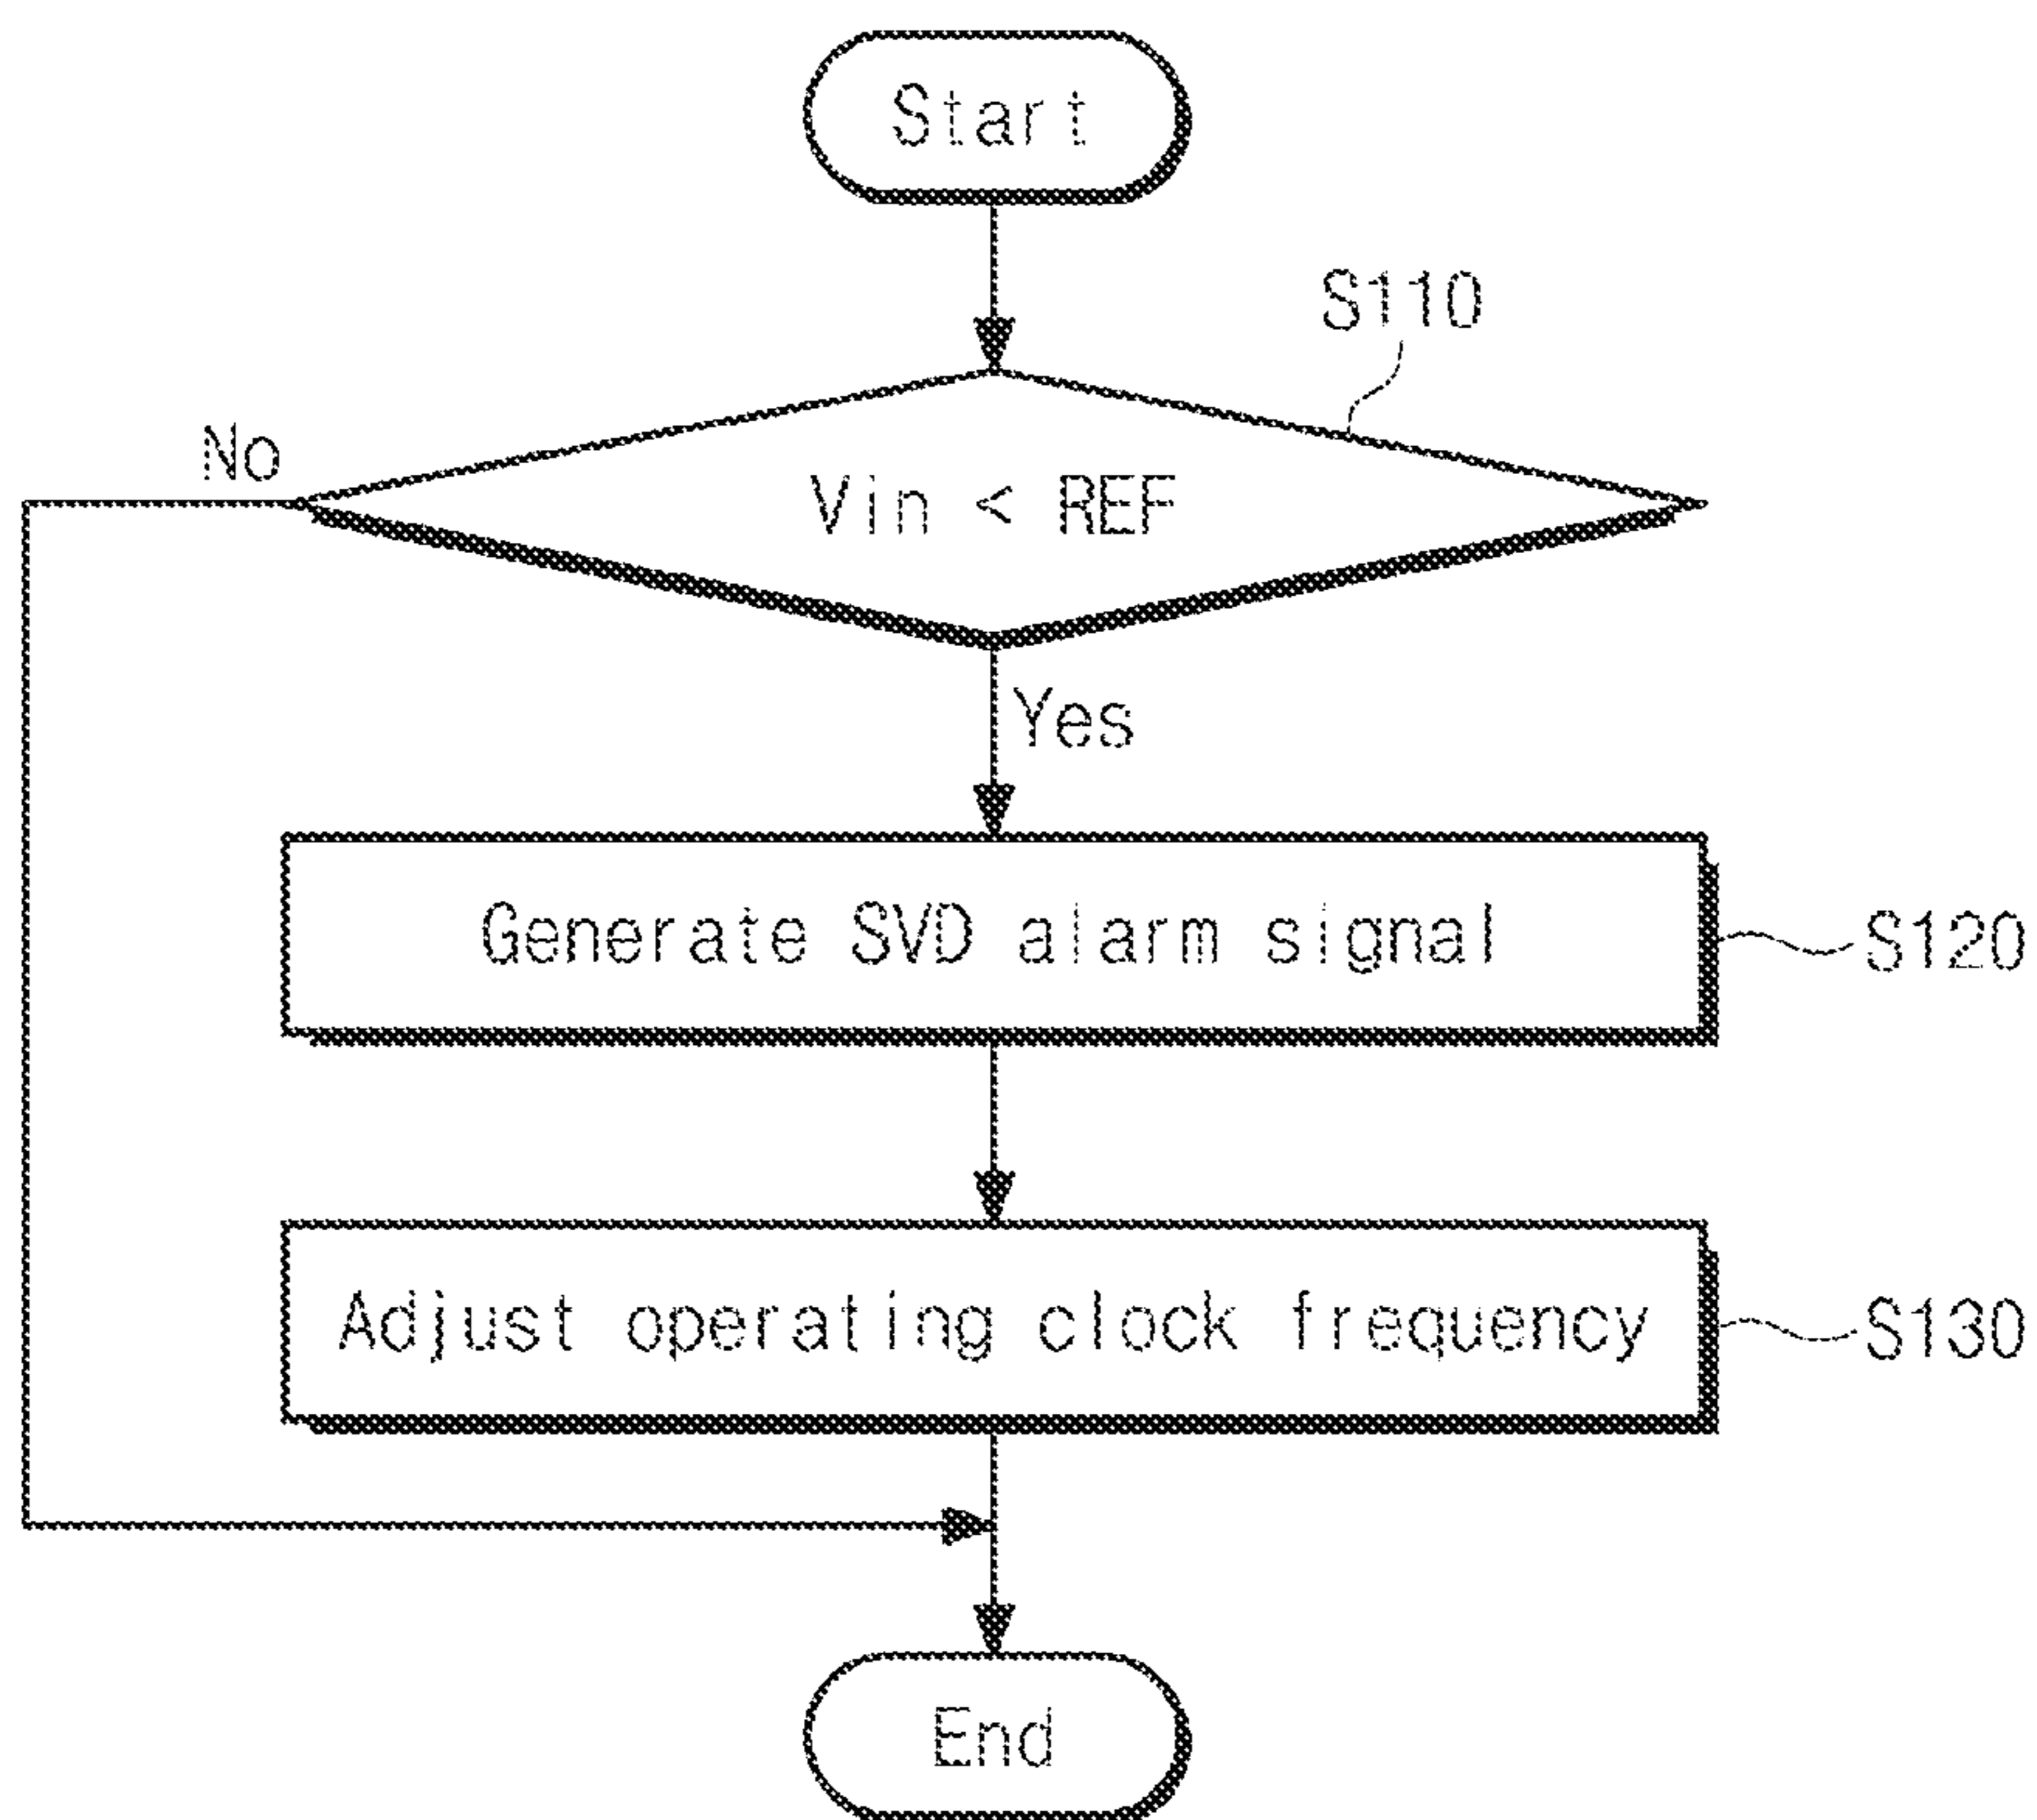 Start
S110
No
Vin < REF
Yes
Generate SVD alarm signal
S120
Adjust operating clock frequency
S130
End